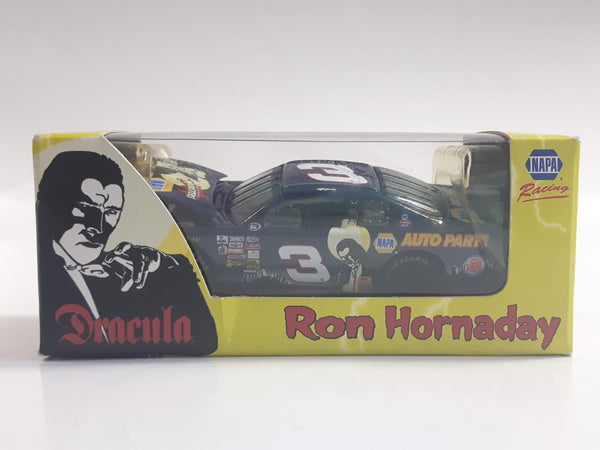 NAPA
Racing
3
NAPA AUTO PARTS
3
Dracula
Ron Hornaday